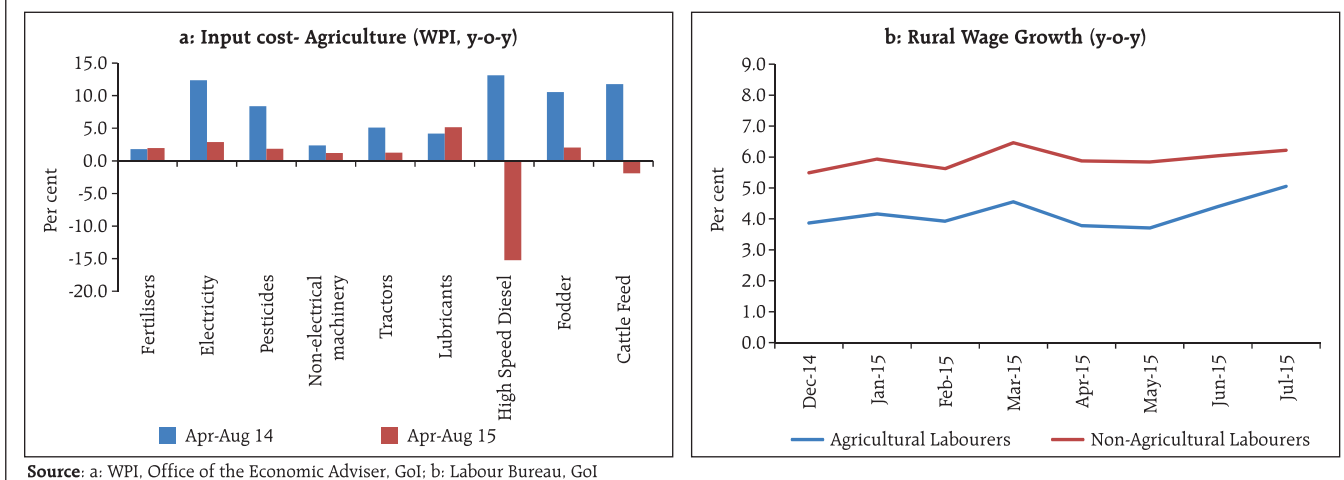 a: Input cost- Agriculture (WPI, y-o-y)
15.0
10.0
5.0
0.0
-5.0
-10.0
-15.0
-20.0
Per cent
Fertilisers
Electricity
Pesticides
Non-electrical
machinery
Tractors
Lubricants
High Speed Diesel
Fodder
Cattle Feed
Apr-Aug 14
Apr-Aug 15
b: Rural Wage Growth (y-o-y)
9.0
8.0
7.0
6.0
5.0
4.0
3.0
2.0
1.0
0.0
Per cent
Dec-14
Jan-15
Feb-15
Mar-15
Apr-15
May-15
Jun-15
Jul-15
Agricultural Labourers
Non-Agricultural Labourers
Source: a: WPI, Office of the Economic Adviser, GoI; b: Labour Bureau, GoI